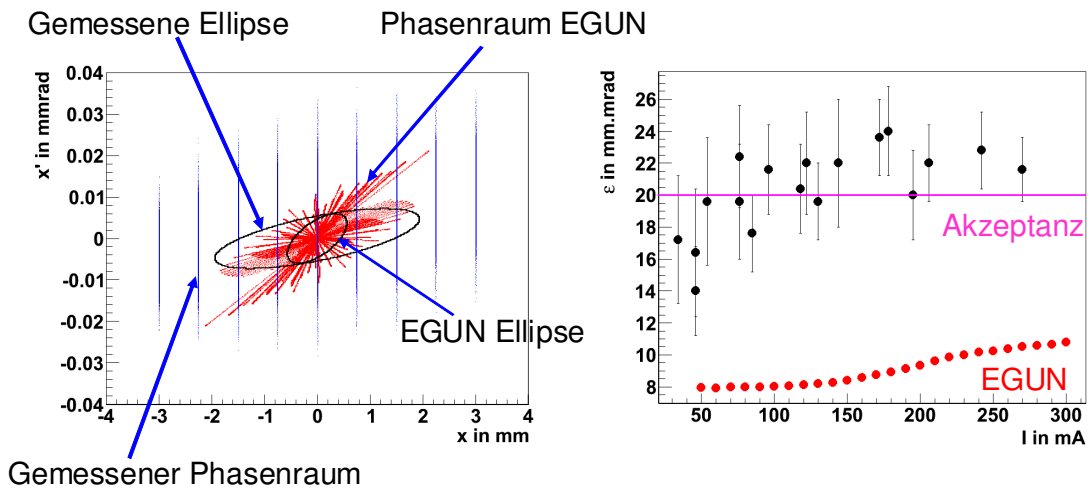 Gemessene Ellipse
Phasenraum EGUN
x' in mmrad
0.04
0.03
0.02
0.01
0
-0.01
-0.02
-0.03
-0.04
-4 -3 -2 -1 0 1 2 3 4
x in mm
EGUN Ellipse
Gemessener Phasenraum
ε in mm.mrad
26
24
22
20
18
16
14
12
10
8
Akzeptanz
EGUN
50 100 150 200 250 300
I in mA